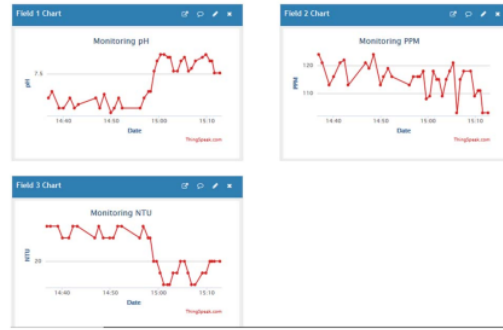 Field 1 Chart
Monitoring pH
pH
7.5
14:40 14:50 15:00 15:10
Date
ThingSpeak.com
Field 2 Chart
Monitoring PPM
PPM
120
110
14:40 14:50 15:00 15:10
Date
ThingSpeak.com
Field 3 Chart
Monitoring NTU
NTU
20
14:40 14:50 15:00 15:10
Date
ThingSpeak.com